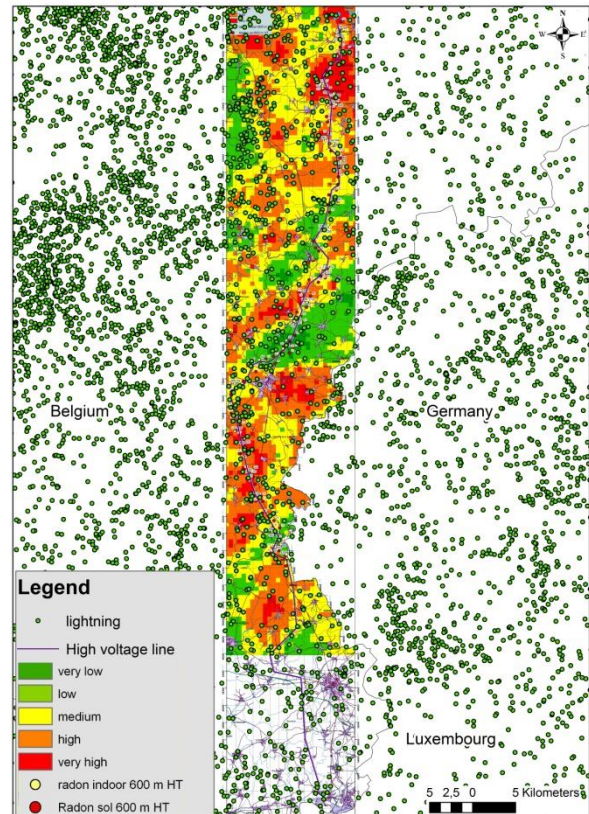 N
W E
S
Belgium
Germany
Legend
lightning
High voltage line
very low
low
medium
high
very high
radon indoor 600 m HT
Radon sol 600 m HT
Luxembourg
5 2,5 0 5 Kilometers